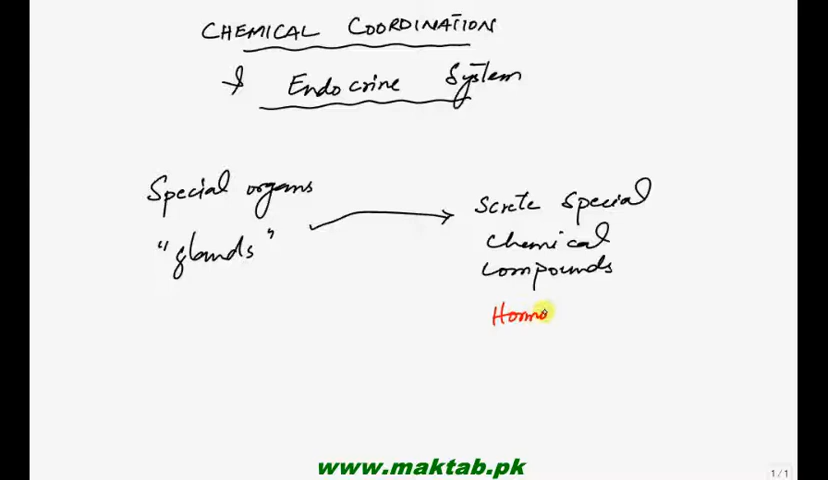 CHEMICAL COORDINATION
& Endocrine System
Special organs
"glands"
Screte Special
Chemical
Compounds
Hormo
www.maktab.pk
1/1